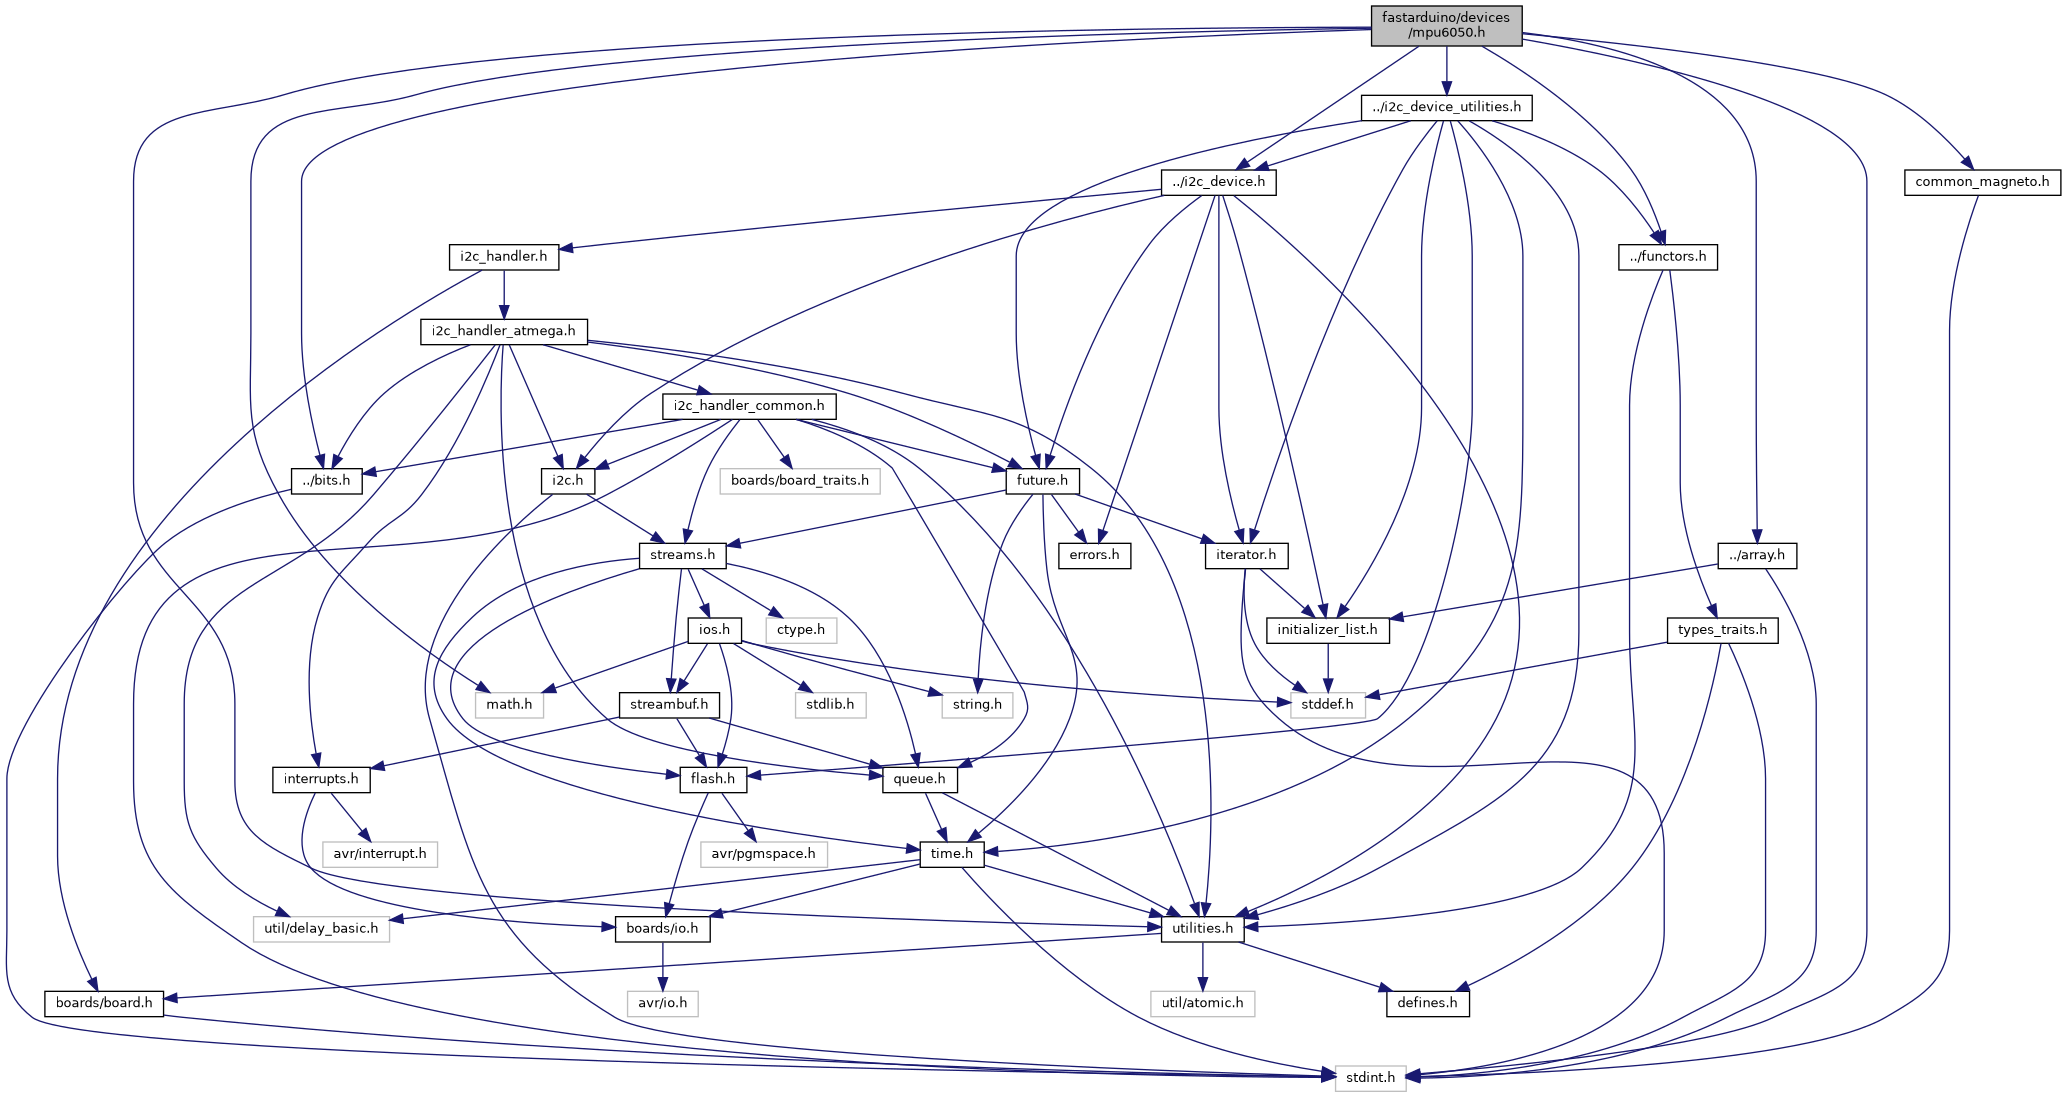 fastarduino/devices
/mpu6050.h
../i2c_device_utilities.h
../i2c_device.h
common_magneto.h
i2c_handler.h
../functors.h
i2c_handler_atmega.h
i2c_handler_common.h
../bits.h
i2c.h
boards/board_traits.h
future.h
streams.h
errors.h
iterator.h
../array.h
ios.h
ctype.h
initializer_list.h
types_traits.h
math.h
streambuf.h
stdlib.h
string.h
stddef.h
interrupts.h
flash.h
queue.h
avr/interrupt.h
avr/pgmspace.h
time.h
util/delay_basic.h
boards/io.h
utilities.h
boards/board.h
avr/io.h
util/atomic.h
defines.h
stdint.h